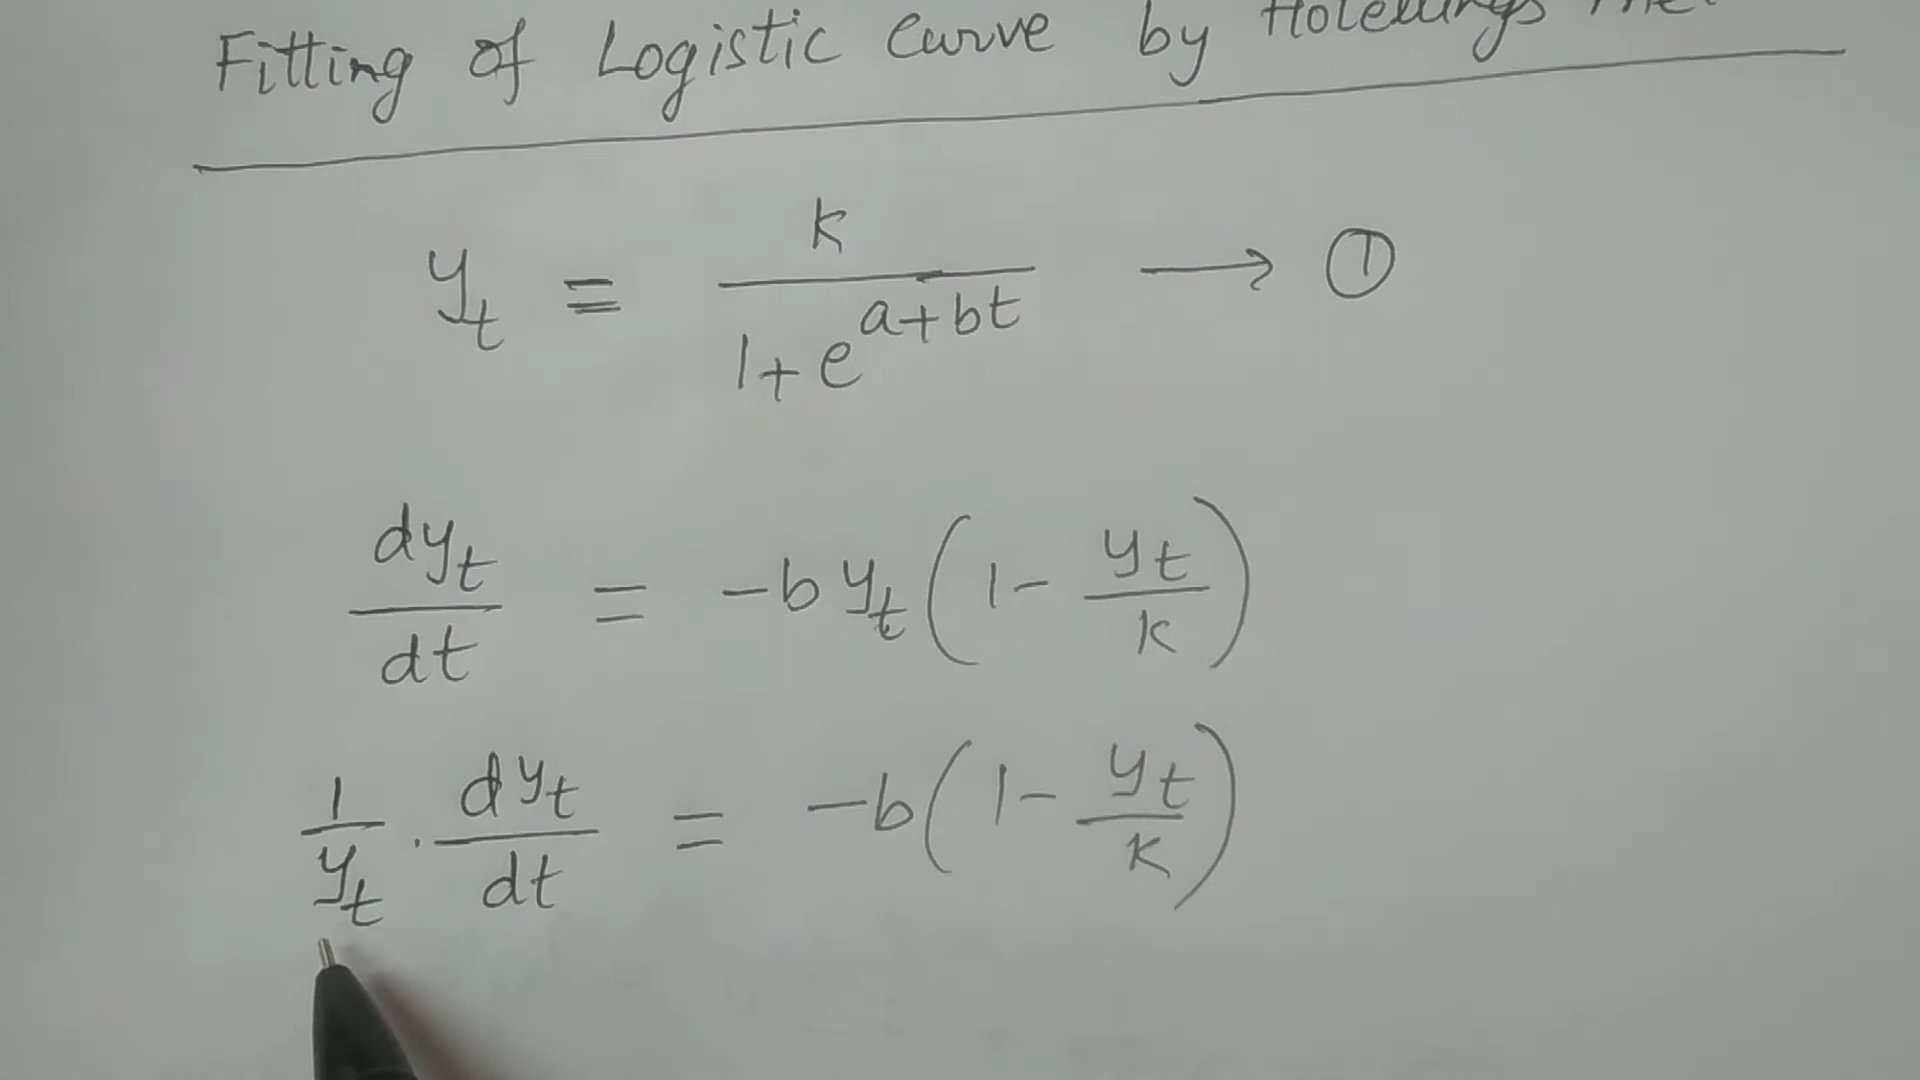 Fitting of Logistic Curve by Hotellings
y_t = k / (1 + e^(a+bt)) → ①
dy_t/dt = -b y_t (1 - y_t/k)
1/y_t · dy_t/dt = -b (1 - y_t/k)